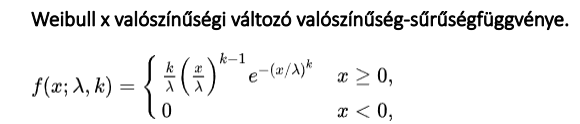 Weibull x valószínűségi változó valószínűség-sűrűségfüggvénye.
f(x; λ, k) = { k/λ (x/λ)^{k−1} e^{−(x/λ)^k} x ≥ 0,
0 x < 0,